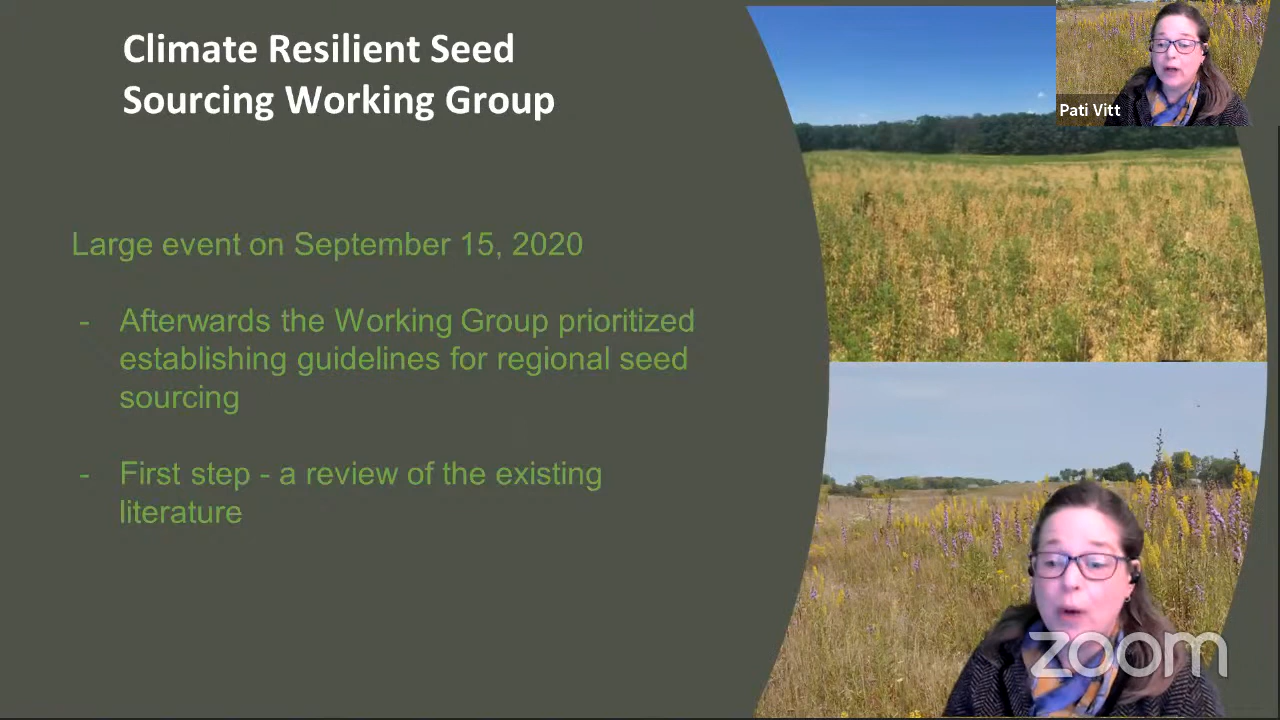 Climate Resilient Seed
Sourcing Working Group
Pati Vitt
Large event on September 15, 2020
- Afterwards the Working Group prioritized
establishing guidelines for regional seed
sourcing
- First step - a review of the existing
literature
zoom